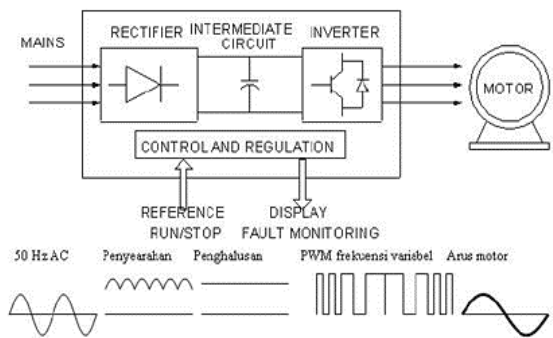 MAINS
RECTIFIER
INTERMEDIATE
CIRCUIT
INVERTER
MOTOR
CONTROL AND REGULATION
REFERENCE
RUN/STOP
DISPLAY
FAULT MONITORING
50 Hz AC
Penyearahan
Penghalusan
PWM frekuensi variabel
Arus motor